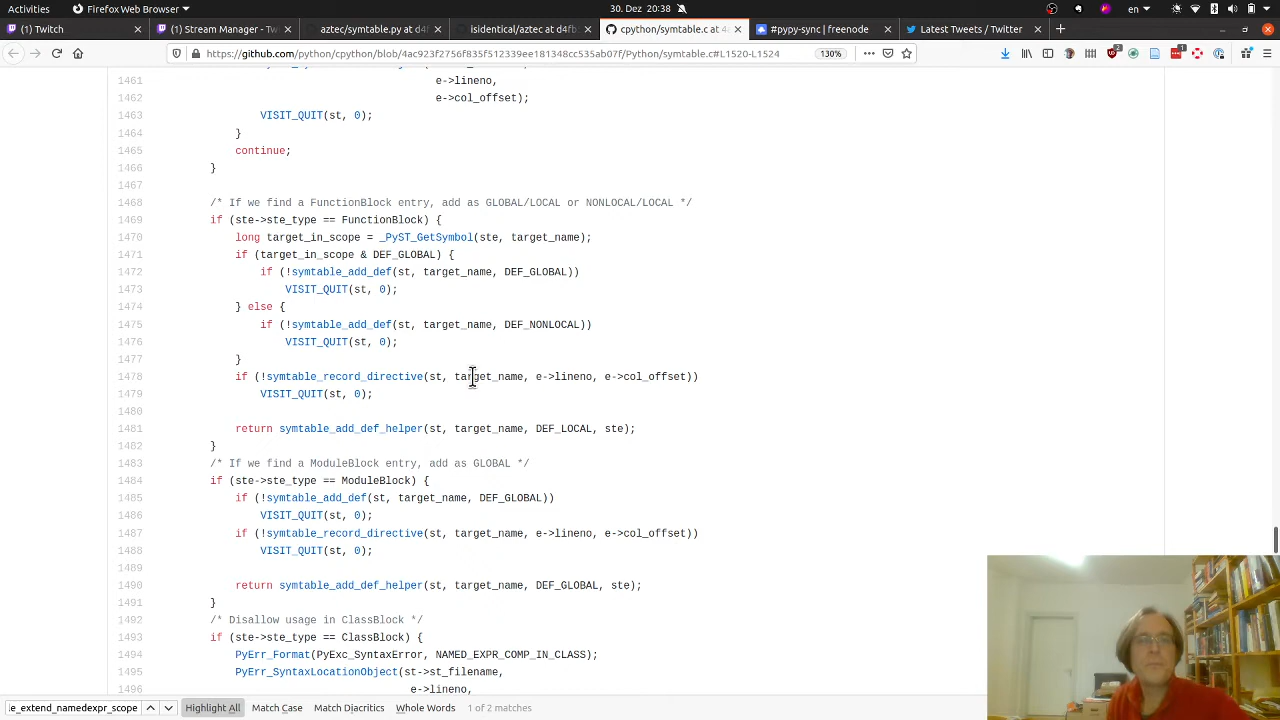 Activities
Firefox Web Browser
30. Dez 20:38
en
Twitch
Stream Manager - Tw
aztec/symtable.py at d4f
isidentical/aztec at d4fb
cpython/symtable.c at 4a
#pypy-sync | freenode
Latest Tweets / Twitter
https://github.com/python/cpython/blob/4ac923f2756f835f512339ee181348cc535ab07f/Python/symtable.c#L1520-L1524
130%
1461 e->lineno,
1462 e->col_offset);
1463 VISIT_QUIT(st, 0);
1464 }
1465 continue;
1466 }
1467
1468 /* If we find a FunctionBlock entry, add as GLOBAL/LOCAL or NONLOCAL/LOCAL */
1469 if (ste->ste_type == FunctionBlock) {
1470 long target_in_scope = _PyST_GetSymbol(ste, target_name);
1471 if (target_in_scope & DEF_GLOBAL) {
1472 if (!symtable_add_def(st, target_name, DEF_GLOBAL))
1473 VISIT_QUIT(st, 0);
1474 } else {
1475 if (!symtable_add_def(st, target_name, DEF_NONLOCAL))
1476 VISIT_QUIT(st, 0);
1477 }
1478 if (!symtable_record_directive(st, target_name, e->lineno, e->col_offset))
1479 VISIT_QUIT(st, 0);
1480
1481 return symtable_add_def_helper(st, target_name, DEF_LOCAL, ste);
1482 }
1483 /* If we find a ModuleBlock entry, add as GLOBAL */
1484 if (ste->ste_type == ModuleBlock) {
1485 if (!symtable_add_def(st, target_name, DEF_GLOBAL))
1486 VISIT_QUIT(st, 0);
1487 if (!symtable_record_directive(st, target_name, e->lineno, e->col_offset))
1488 VISIT_QUIT(st, 0);
1489
1490 return symtable_add_def_helper(st, target_name, DEF_GLOBAL, ste);
1491 }
1492 /* Disallow usage in ClassBlock */
1493 if (ste->ste_type == ClassBlock) {
1494 PyErr_Format(PyExc_SyntaxError, NAMED_EXPR_COMP_IN_CLASS);
1495 PyErr_SyntaxLocationObject(st->st_filename,
1496 e->lineno,
e_extend_namedexpr_scope
Highlight All
Match Case
Match Diacritics
Whole Words
1 of 2 matches